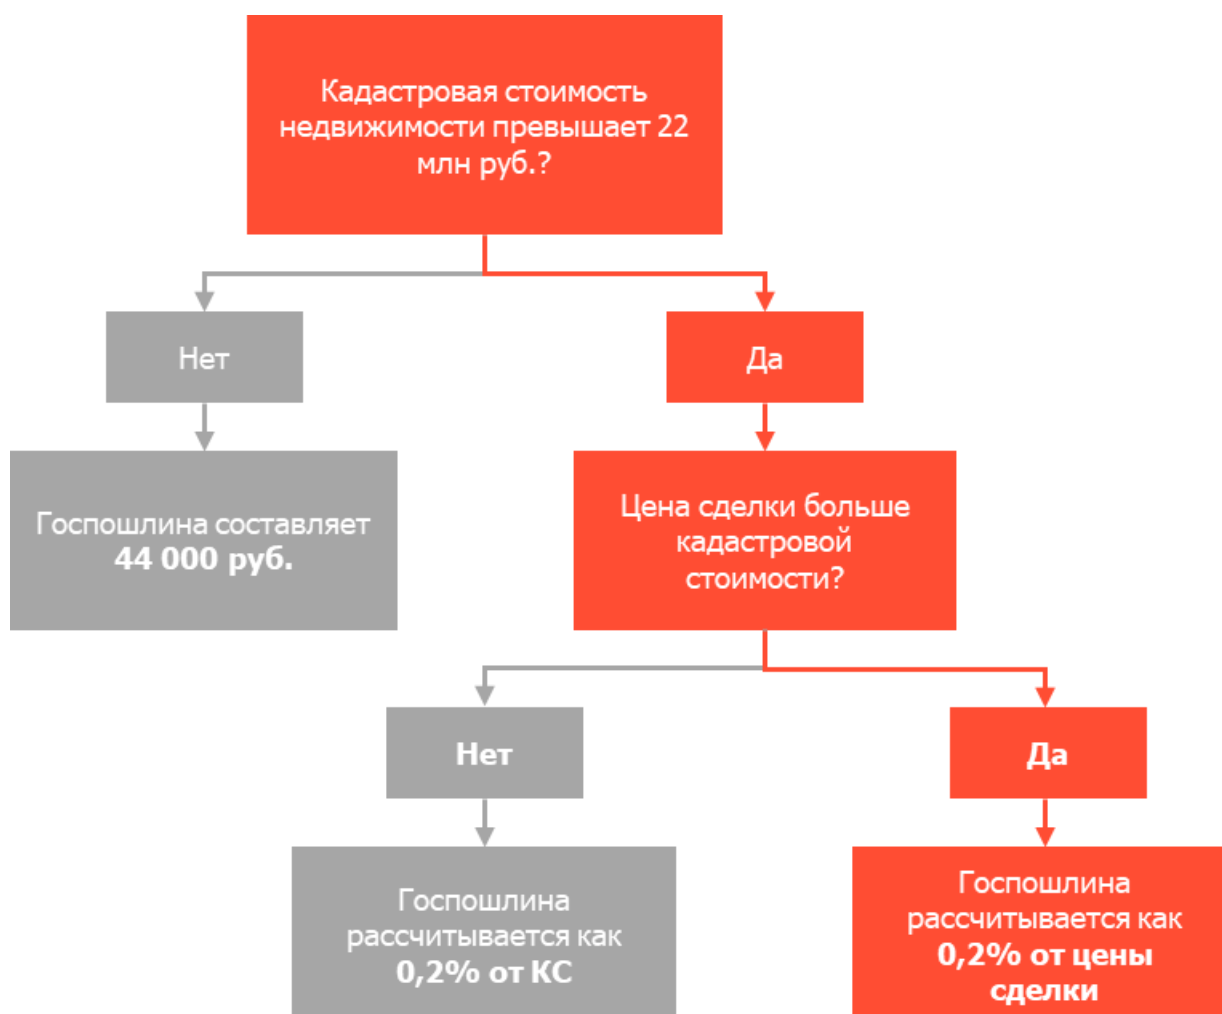 Кадастровая стоимость
недвижимости превышает 22
млн руб.?
Нет
Да
Госпошлина составляет
44 000 руб.
Цена сделки больше
кадастровой
стоимости?
Нет
Да
Госпошлина
рассчитывается как
0,2% от КС
Госпошлина
рассчитывается как
0,2% от цены
сделки